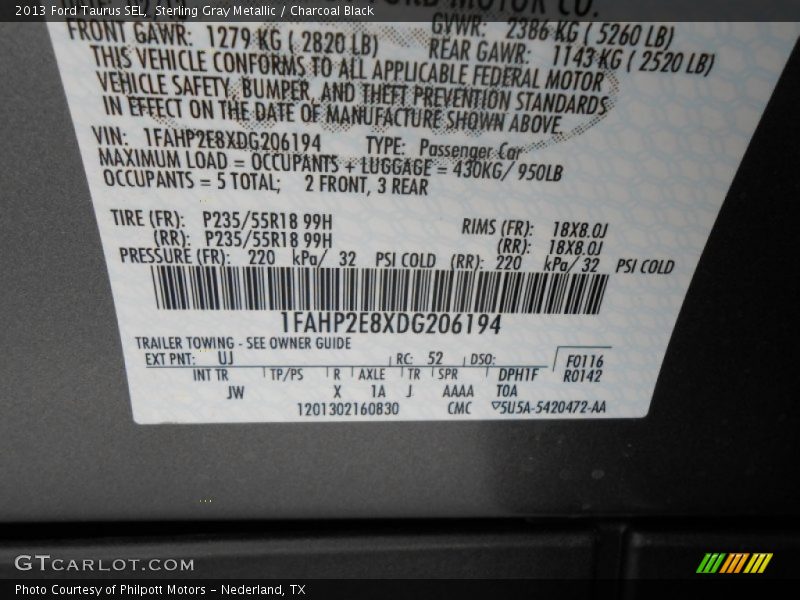 2013 Ford Taurus SEL, Sterling Gray Metallic / Charcoal Black
FORD MOTOR CO.
FRONT GAWR: 1279 KG ( 2820 LB) GVWR: 2386 KG ( 5260 LB)
REAR GAWR: 1143 KG ( 2520 LB)
THIS VEHICLE CONFORMS TO ALL APPLICABLE FEDERAL MOTOR
VEHICLE SAFETY, BUMPER, AND THEFT PREVENTION STANDARDS
IN EFFECT ON THE DATE OF MANUFACTURE SHOWN ABOVE.
VIN: 1FAHP2E8XDG206194 TYPE: Passenger Car
MAXIMUM LOAD = OCCUPANTS + LUGGAGE = 430KG/ 950LB
OCCUPANTS = 5 TOTAL; 2 FRONT, 3 REAR
TIRE (FR): P235/55R18 99H RIMS (FR): 18X8.0J
(RR): P235/55R18 99H (RR): 18X8.0J
PRESSURE (FR): 220 kPa/ 32 PSI COLD (RR): 220 kPa/ 32 PSI COLD
1FAHP2E8XDG206194
TRAILER TOWING - SEE OWNER GUIDE
EXT PNT: UJ RC: 52 DSO: F0116
INT TR TP/PS R AXLE TR SPR DPH1F R0142
JW X 1A J AAAA TOA
1201302160830 CMC ▽5U5A-5420472-AA
GTCARLOT.COM
Photo Courtesy of Philpott Motors - Nederland, TX